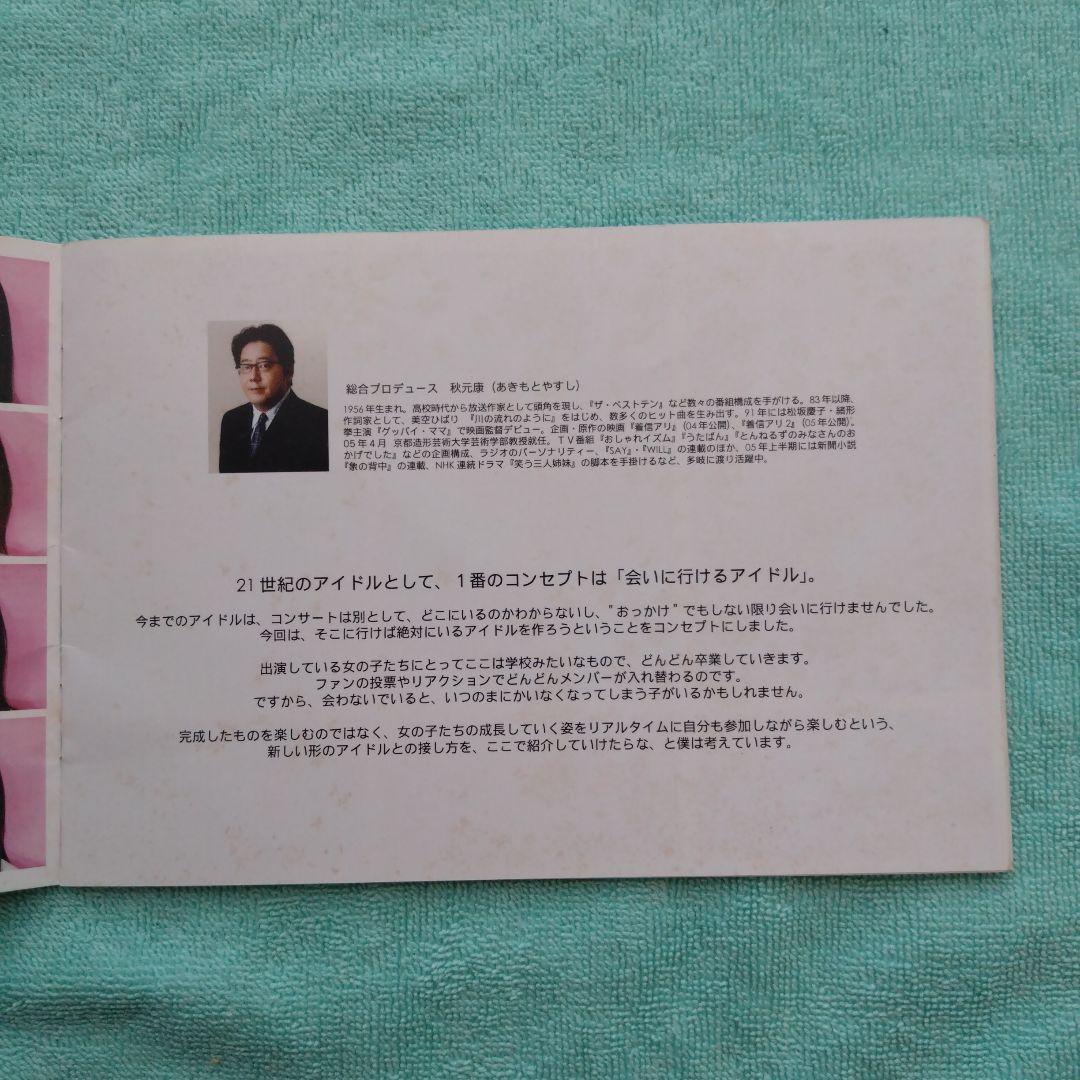 総合プロデュース　秋元康（あきもとやすし）
1956年生まれ。高校時代から放送作家として頭角を現し、『ザ・ベストテン』など数々の番組構成を手がける。83年以降、
作詞家として、美空ひばり　『川の流れのように』をはじめ、数多くのヒット曲を生み出す。91年には松坂慶子・緒形
拳主演『グッバイ・ママ』で映画監督デビュー。企画・原作の映画『着信アリ』（04年公開）、『着信アリ2』（05年公開）。
05年4月　京都造形芸術大学芸術学部教授就任。TV番組『おしゃれイズム』『うたばん』『とんねるずのみなさんのお
かげでした』などの企画構成、ラジオのパーソナリティー、『SAY』・『WILL』の連載のほか、05年上半期には新聞小説
『象の背中』の連載、NHK連続ドラマ『笑う三人姉妹』の脚本を手掛けるなど、多岐に渡り活躍中。
21世紀のアイドルとして、1番のコンセプトは「会いに行けるアイドル」。
今までのアイドルは、コンサートは別として、どこにいるのかわからないし、"おっかけ"でもしない限り会いに行けませんでした。
今回は、そこに行けば絶対にいるアイドルを作ろうということをコンセプトにしました。
出演している女の子たちにとってここは学校みたいなもので、どんどん卒業していきます。
ファンの投票やリアクションでどんどんメンバーが入れ替わるのです。
ですから、会わないでいると、いつのまにかいなくなってしまう子がいるかもしれません。
完成したものを楽しむのではなく、女の子たちの成長していく姿をリアルタイムに自分も参加しながら楽しむという、
新しい形のアイドルとの接し方を、ここで紹介していけたらな、と僕は考えています。